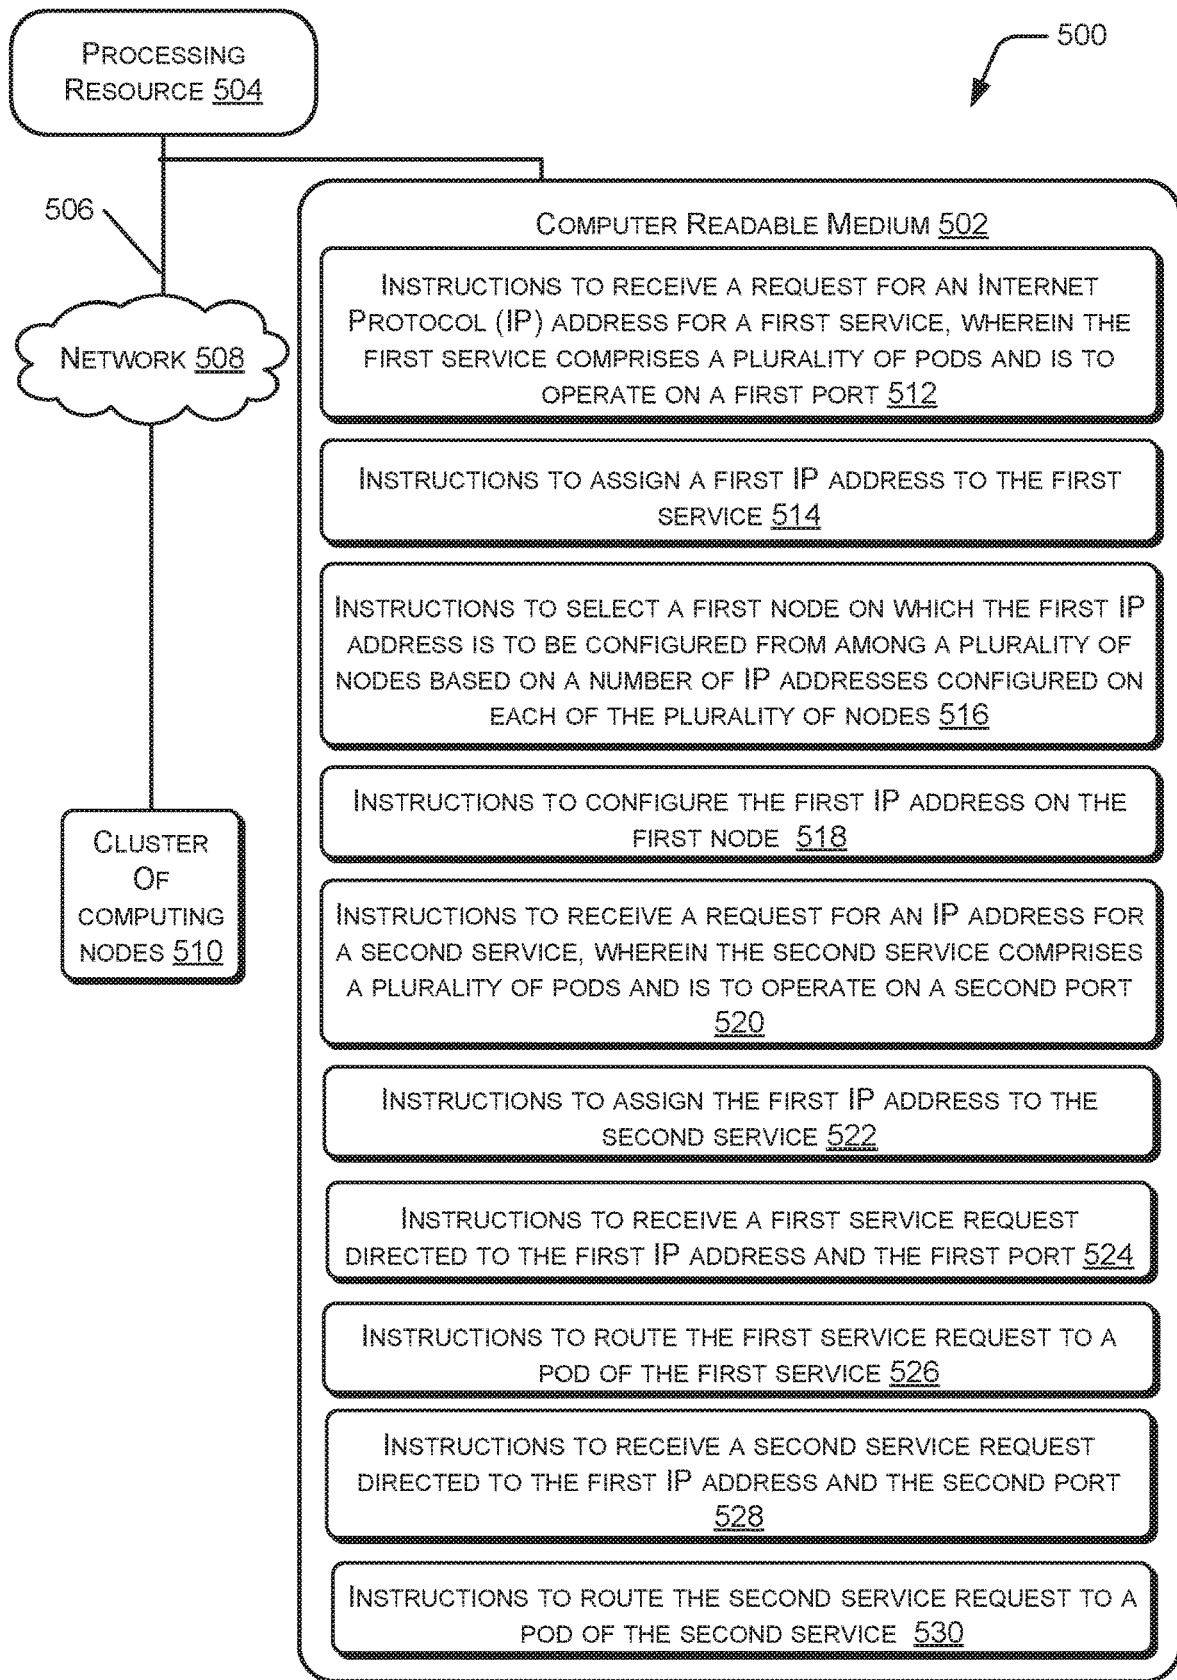 Processing
Resource 504
500
506
Network 508
Cluster
Of
computing
nodes 510
Computer Readable Medium 502
Instructions to receive a request for an Internet
Protocol (IP) address for a first service, wherein the
first service comprises a plurality of pods and is to
operate on a first port 512
Instructions to assign a first IP address to the first
service 514
Instructions to select a first node on which the first IP
address is to be configured from among a plurality of
nodes based on a number of IP addresses configured on
each of the plurality of nodes 516
Instructions to configure the first IP address on the
first node 518
Instructions to receive a request for an IP address for
a second service, wherein the second service comprises
a plurality of pods and is to operate on a second port
520
Instructions to assign the first IP address to the
second service 522
Instructions to receive a first service request
directed to the first IP address and the first port 524
Instructions to route the first service request to a
pod of the first service 526
Instructions to receive a second service request
directed to the first IP address and the second port
528
Instructions to route the second service request to a
pod of the second service 530